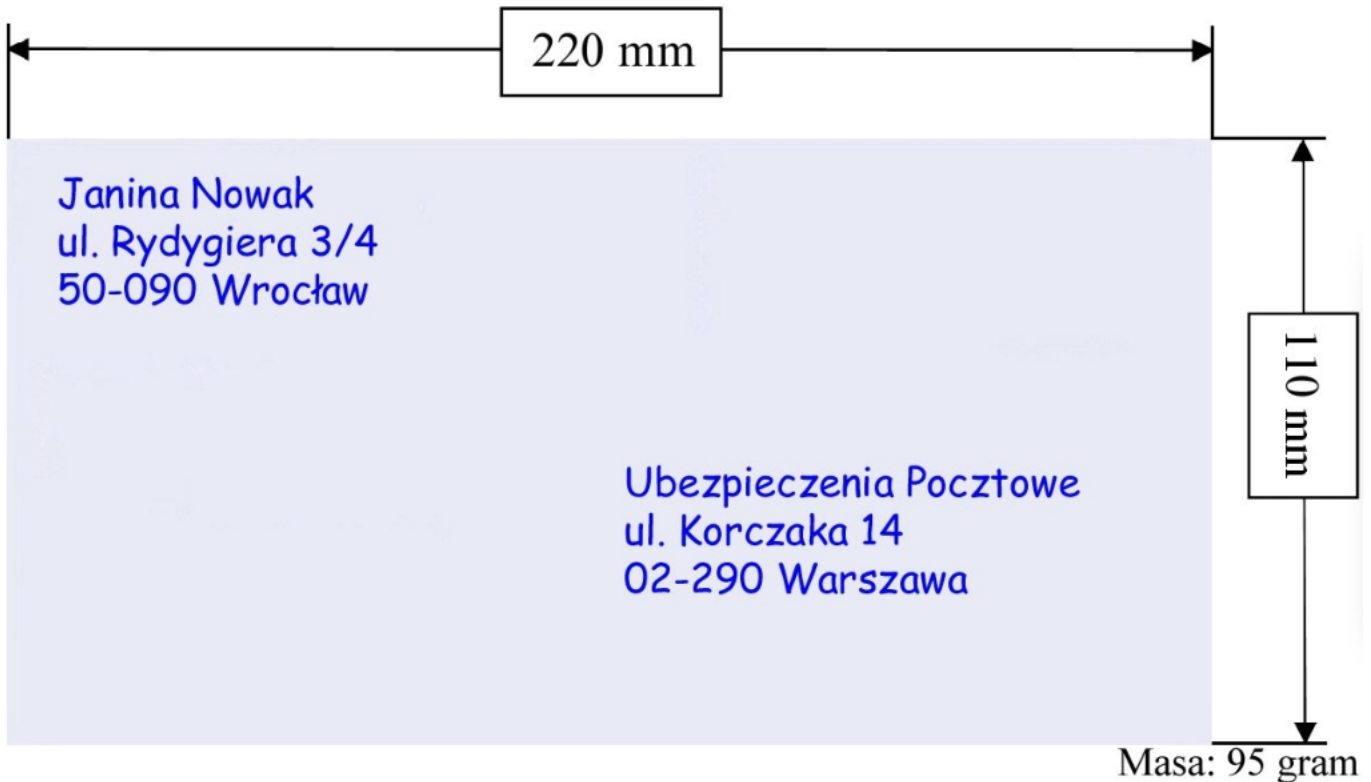 220 mm
Janina Nowak
ul. Rydygiera 3/4
50-090 Wrocław
110 mm
Ubezpieczenia Pocztowe
ul. Korczaka 14
02-290 Warszawa
Masa: 95 gram